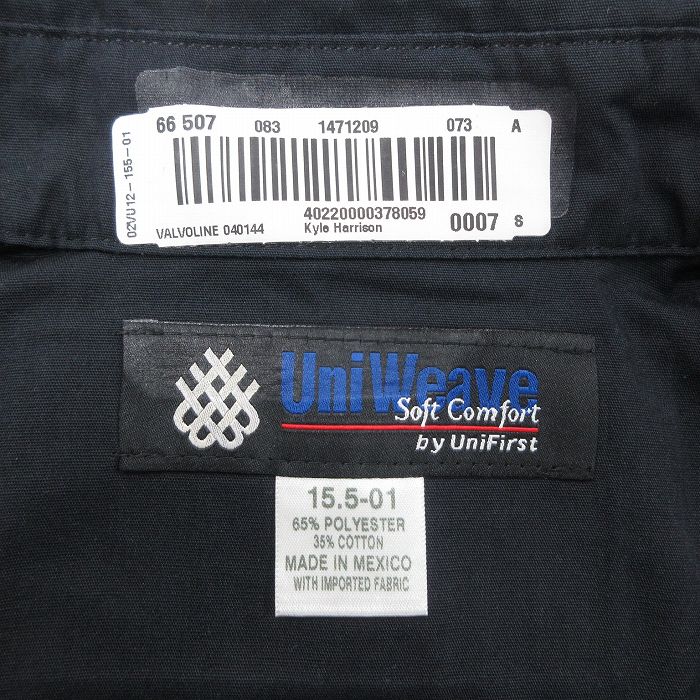 66 507 083 1471209 073 A
02VU12-155-01
40220000378059
VALVOLINE 040144 Kyle Harrison 0007 8
UniWeave
Soft Comfort
by UniFirst
15.5-01
65% POLYESTER
35% COTTON
MADE IN MEXICO
WITH IMPORTED FABRIC